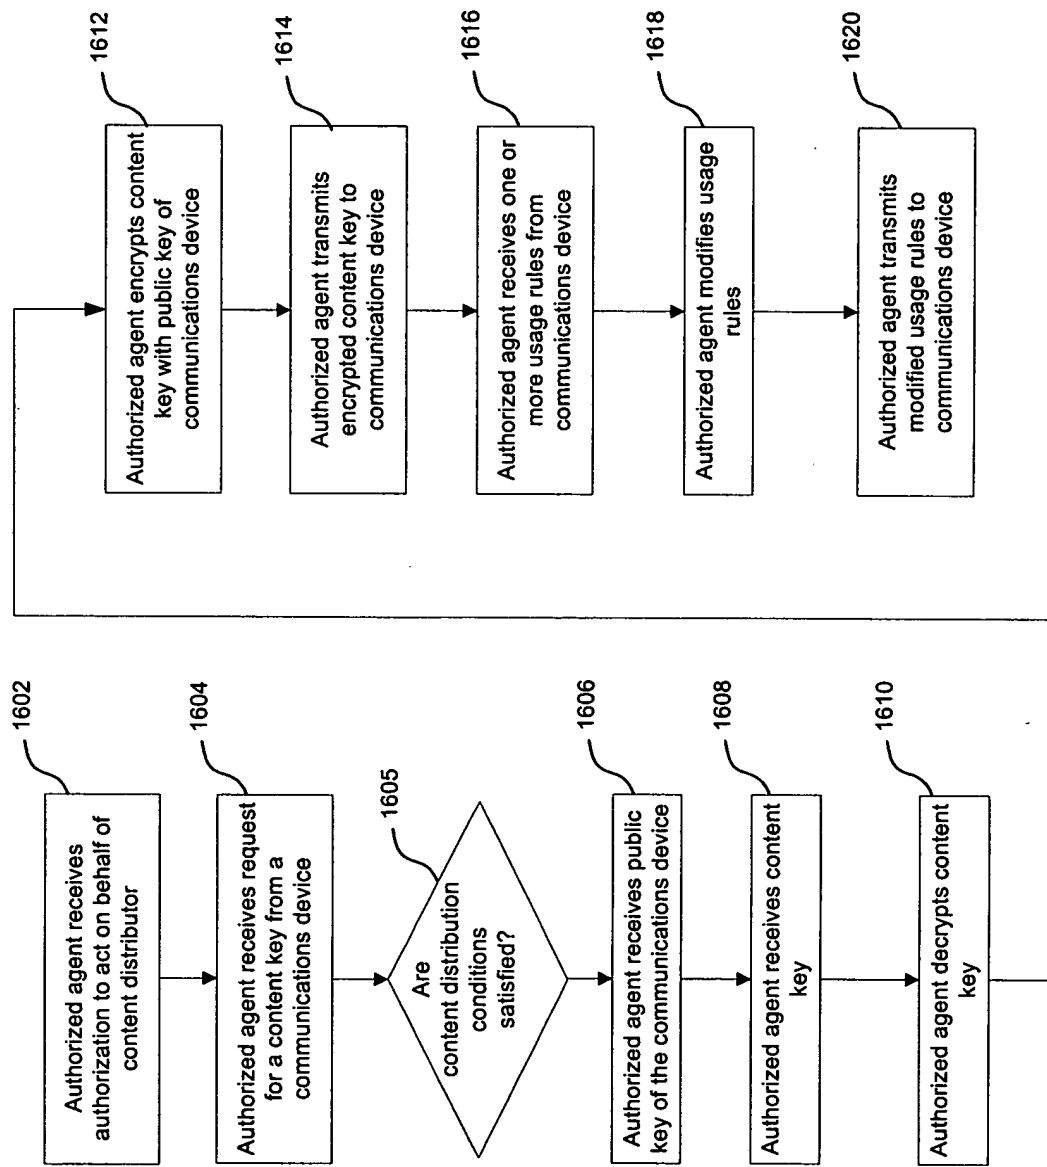 1602
Authorized agent receives
authorization to act on behalf of
content distributor
1604
Authorized agent receives request
for a content key from a
communications device
1605
Are
content distribution
conditions
satisfied?
1606
Authorized agent receives public
key of the communications device
1608
Authorized agent receives content
key
1610
Authorized agent decrypts content
key
1612
Authorized agent encrypts content
key with public key of
communications device
1614
Authorized agent transmits
encrypted content key to
communications device
1616
Authorized agent receives one or
more usage rules from
communications device
1618
Authorized agent modifies usage
rules
1620
Authorized agent transmits
modified usage rules to
communications device